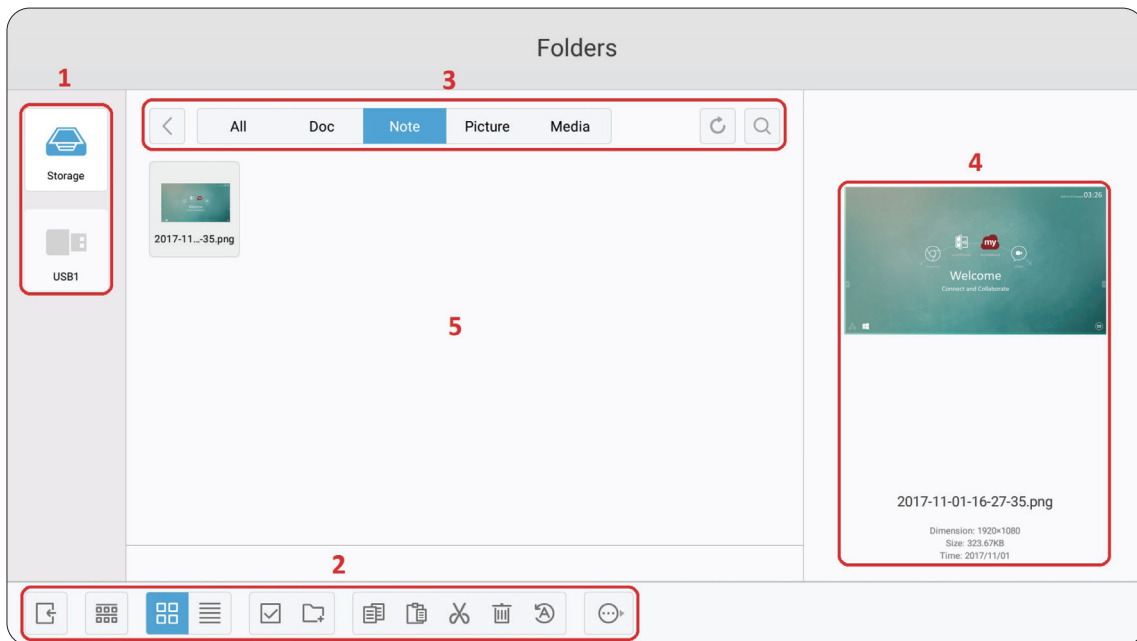 Folders
1
3
All Doc Note Picture Media
Storage
USB1
2017-11...-35.png
5
4
03:26
my
Welcome
Connect and Collaborate
2017-11-01-16-27-35.png
Dimension: 1920×1080
Size: 323.67KB
Time: 2017/11/01
2